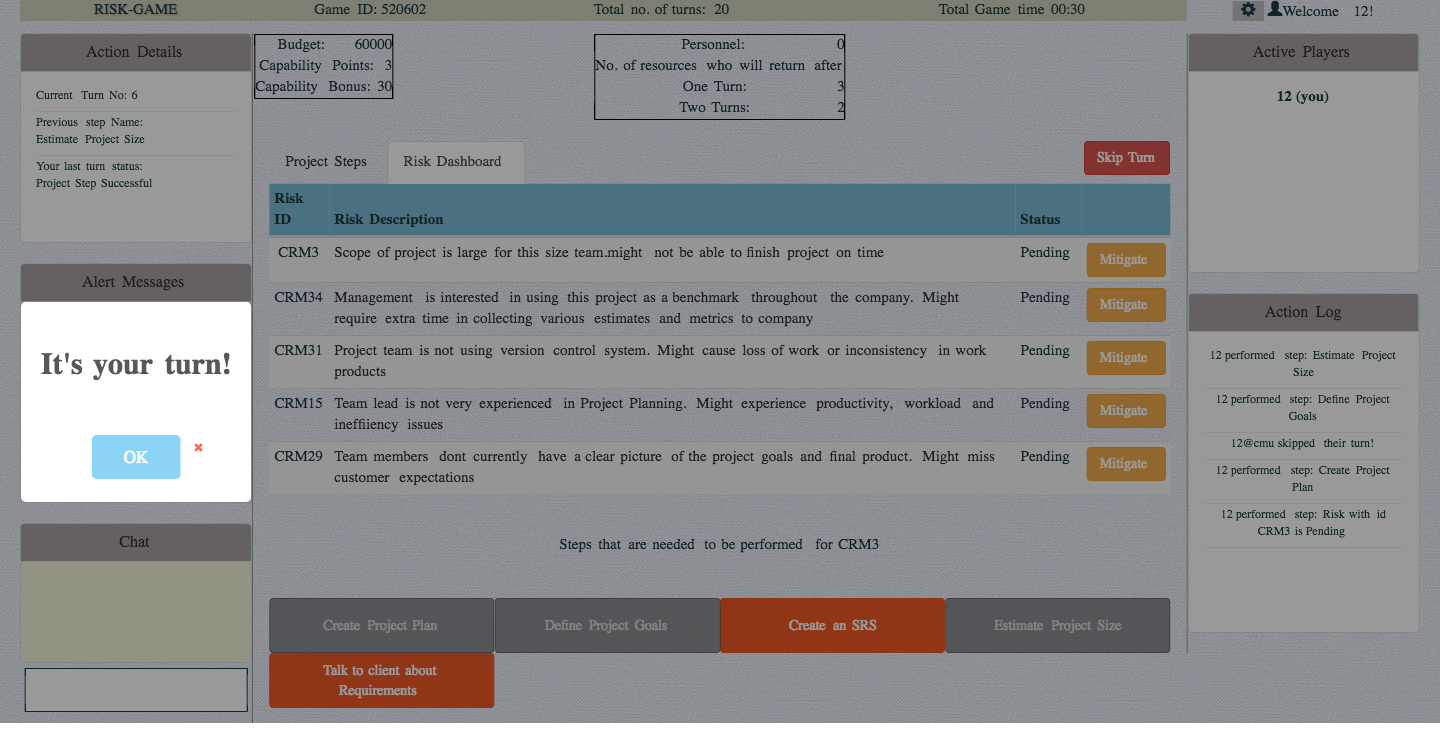 RISK-GAME Game ID: 520602 Total no. of turns: 20 Total Game time 00:30 Welcome 12!
Action Details
Current Turn No: 6
Previous step Name:
Estimate Project Size
Your last turn status:
Project Step Successful
Alert Messages
It's your turn!
OK
Chat
Budget: 60000
Capability Points: 3
Capability Bonus: 30
Personnel: 0
No. of resources who will return after
One Turn: 3
Two Turns: 2
Project Steps Risk Dashboard Skip Turn
Risk
ID Risk Description Status
CRM3 Scope of project is large for this size team.might not be able to finish project on time Pending Mitigate
CRM34 Management is interested in using this project as a benchmark throughout the company. Might Pending Mitigate
require extra time in collecting various estimates and metrics to company
CRM31 Project team is not using version control system. Might cause loss of work or inconsistency in work Pending Mitigate
products
CRM15 Team lead is not very experienced in Project Planning. Might experience productivity, workload and Pending Mitigate
ineffiiency issues
CRM29 Team members dont currently have a clear picture of the project goals and final product. Might miss Pending Mitigate
customer expectations
Steps that are needed to be performed for CRM3
Create Project Plan Define Project Goals Create an SRS Estimate Project Size
Talk to client about
Requirements
Active Players
12 (you)
Action Log
12 performed step: Estimate Project
Size
12 performed step: Define Project
Goals
12@cmu skipped their turn!
12 performed step: Create Project
Plan
12 performed step: Risk with id
CRM3 is Pending